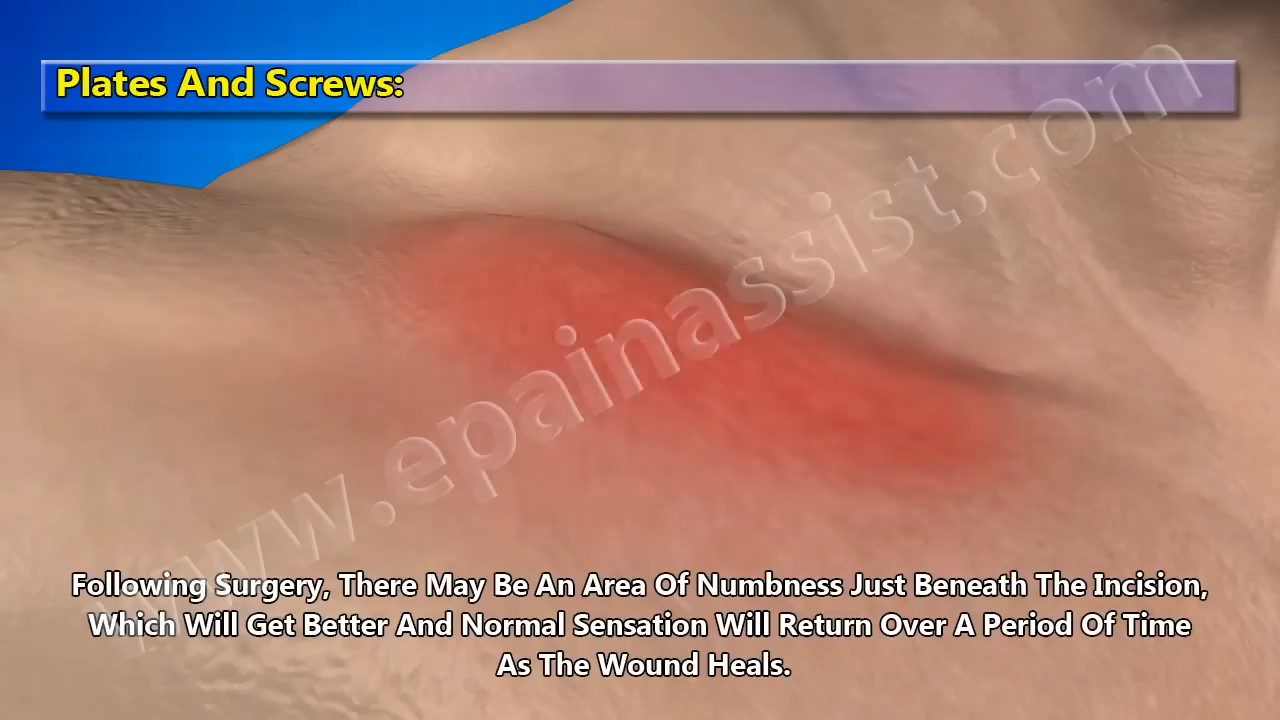 Plates And Screws:
www.epainassist.com
Following Surgery, There May Be An Area Of Numbness Just Beneath The Incision,
Which Will Get Better And Normal Sensation Will Return Over A Period Of Time
As The Wound Heals.